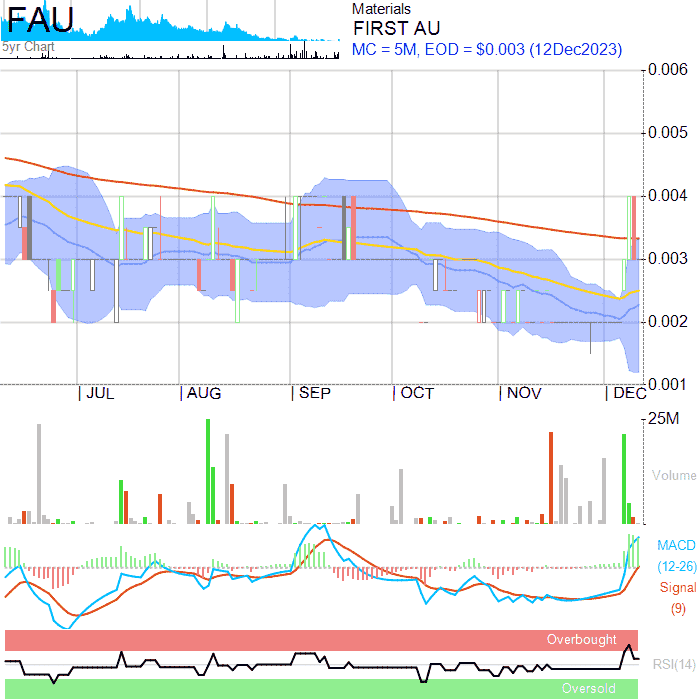 FAU
5yr Chart
Materials
FIRST AU
MC = 5M, EOD = $0.003 (12Dec2023)
0.006
0.005
0.004
0.003
0.002
0.001
JUL AUG SEP OCT NOV DEC
25M
Volume
MACD
(12-26)
Signal
(9)
Overbought
RSI(14)
Oversold